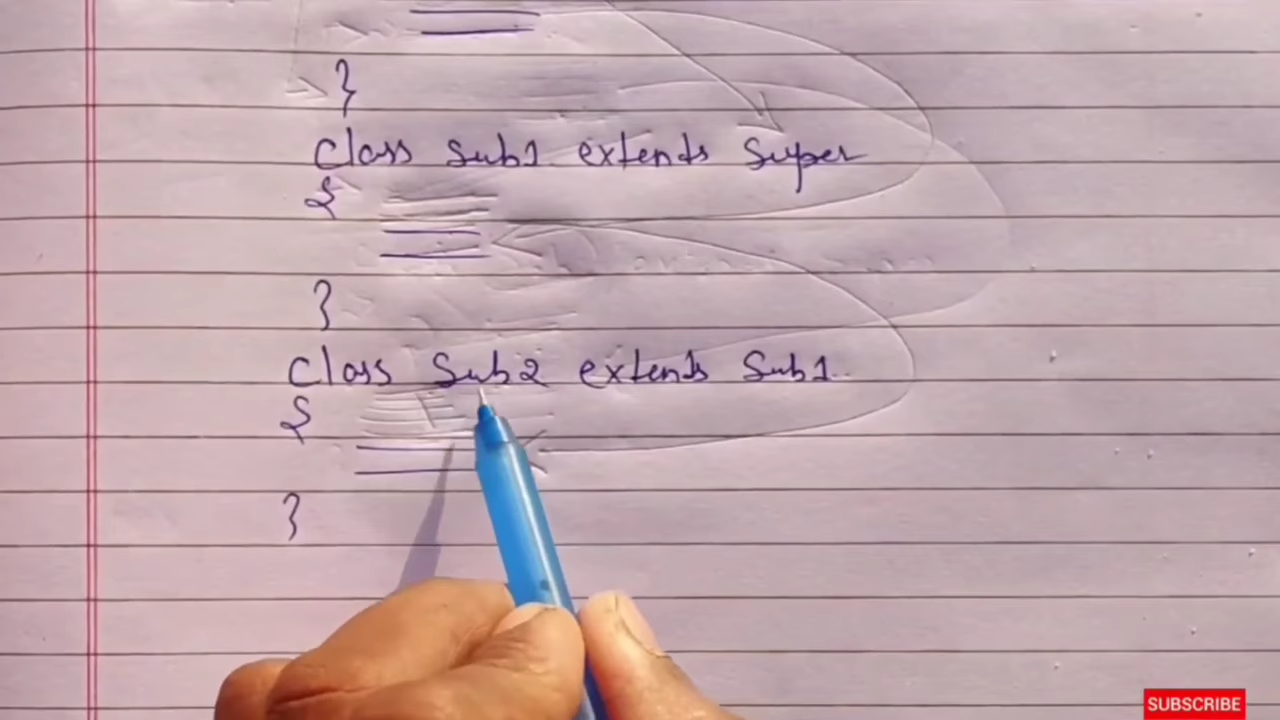 }
Class Sub1 extends Super
{
}
Class Sub2 extends Sub1
{
}
SUBSCRIBE